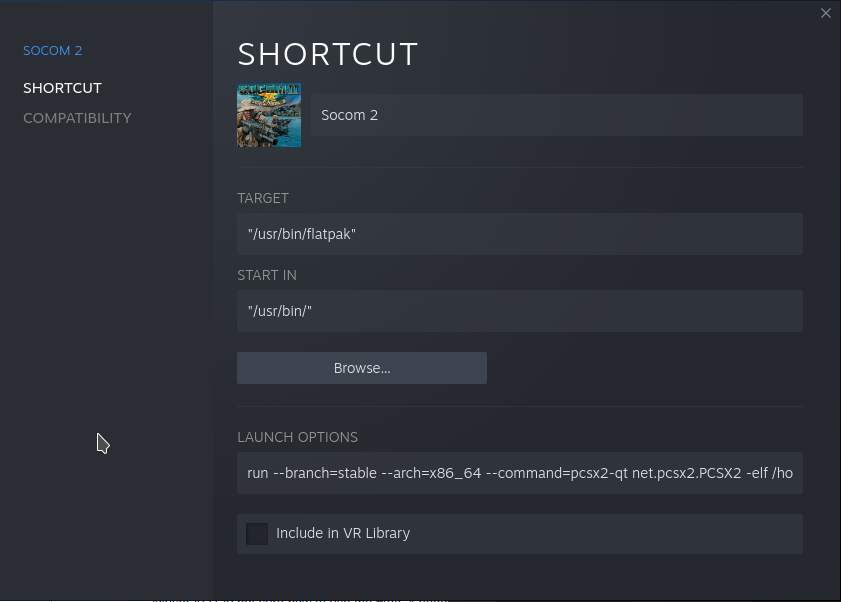 SOCOM 2
SHORTCUT
COMPATIBILITY
SHORTCUT
Socom 2
TARGET
"/usr/bin/flatpak"
START IN
"/usr/bin/"
Browse...
LAUNCH OPTIONS
run --branch=stable --arch=x86_64 --command=pcsx2-qt net.pcsx2.PCSX2 -elf /ho
Include in VR Library